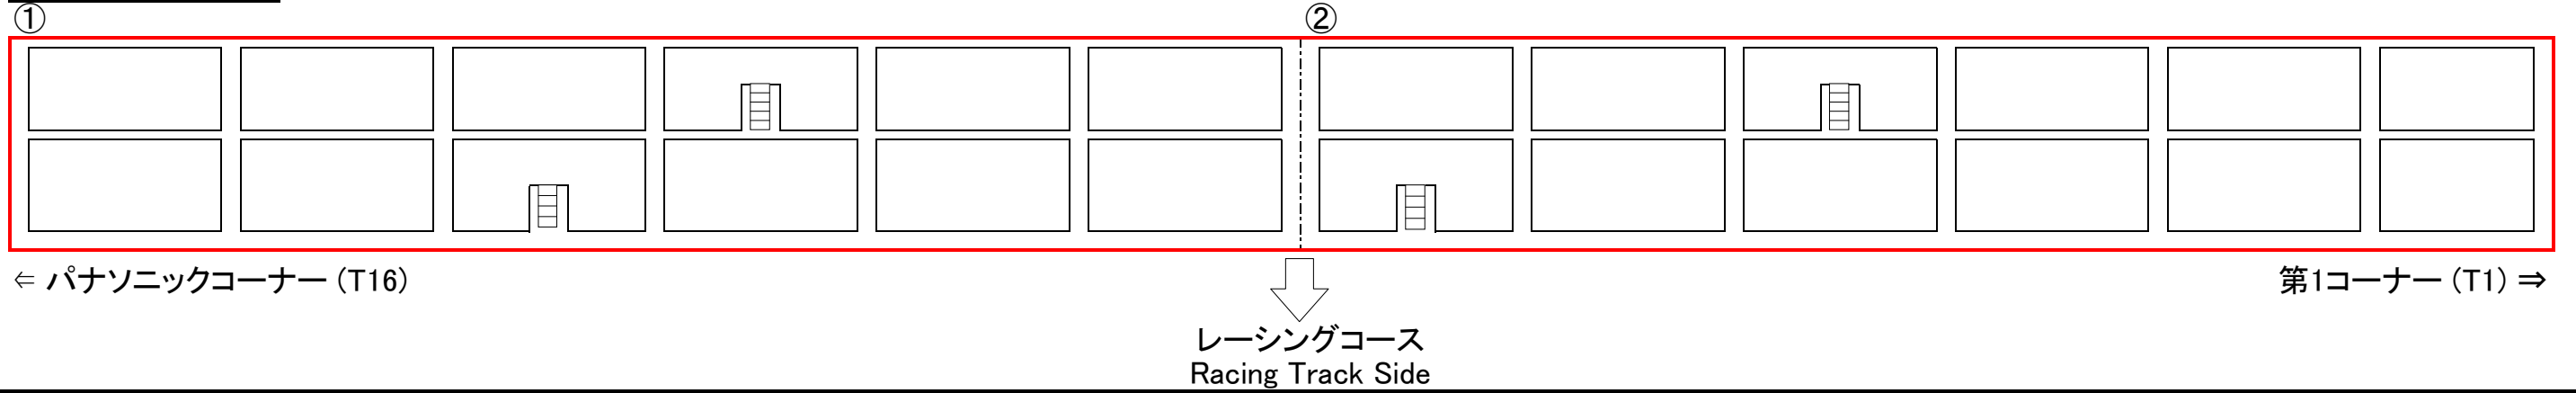 ① ②
⇐ パナソニックコーナー (T16) 第1コーナー (T1) ⇒
レーシングコース
Racing Track Side